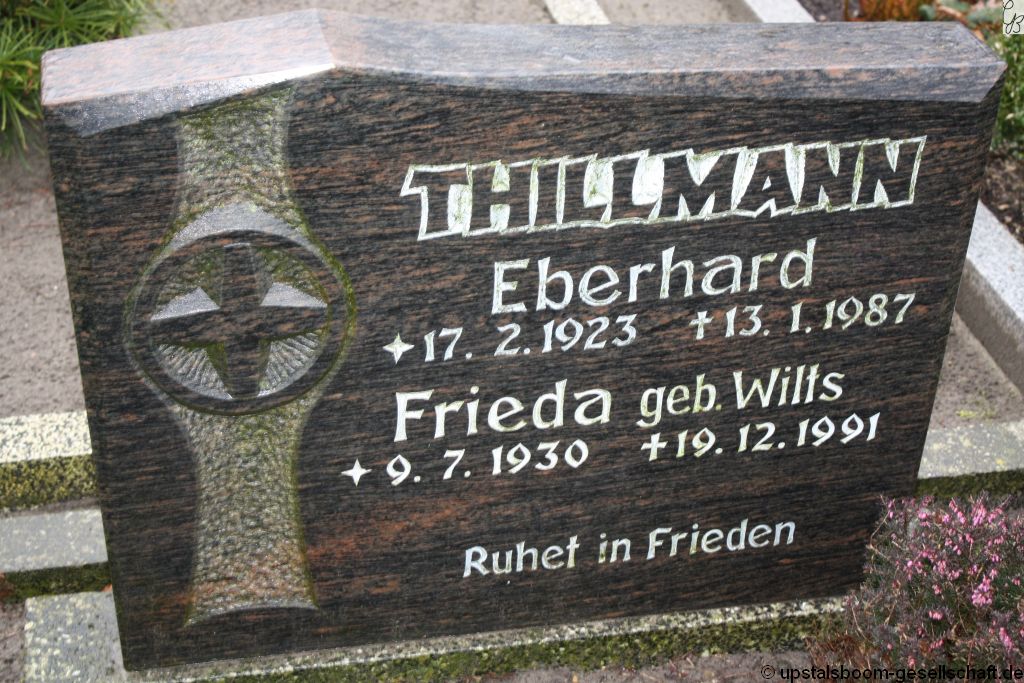 THILLMANN
Eberhard
17. 2. 1923 †13. 1. 1987
Frieda geb. Wilts
9. 7. 1930 †19. 12. 1991
Ruhet in Frieden
© upstalsboom-gesellschaft.de